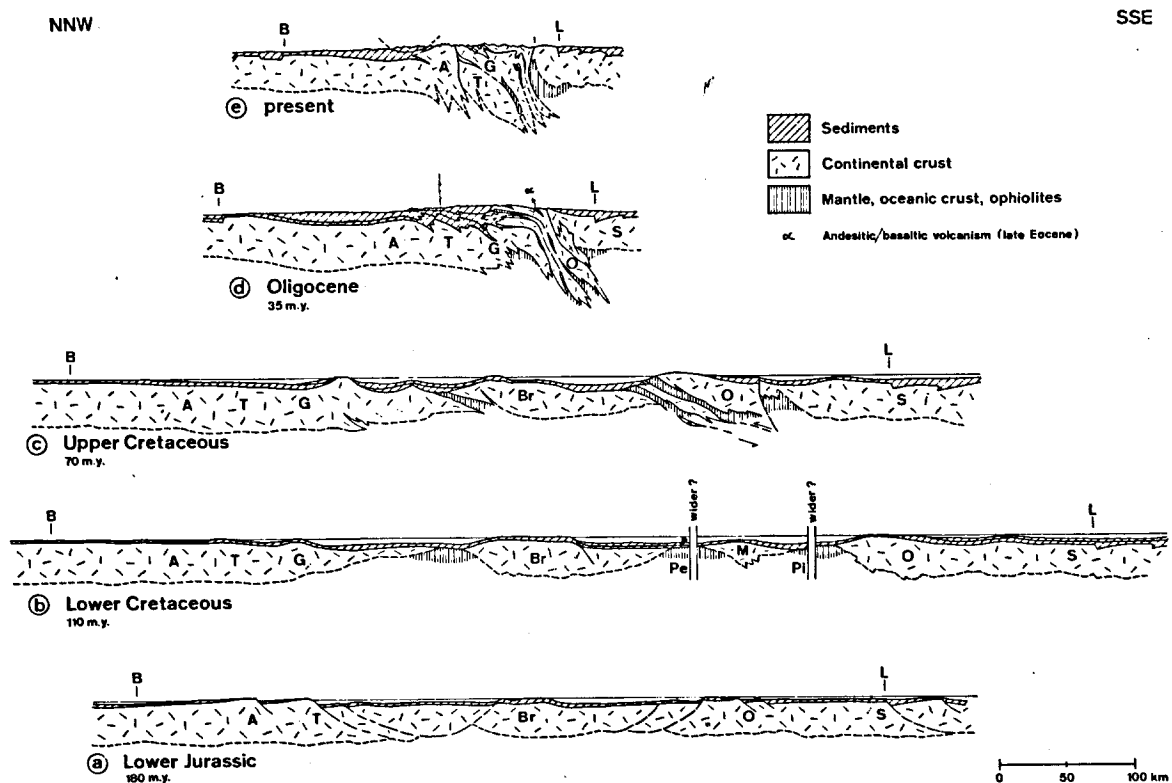 NNW
SSE
B L
A G T
e present
Sediments
Continental crust
Mantle, oceanic crust, ophiolites
α Andesitic/basaltic volcanism (late Eocene)
B α L
A T G O S
d Oligocene
35 m.y.
B L
A T G Br O S
c Upper Cretaceous
70 m.y.
wider? wider?
B L
A T G Br Pe M Pi O S
b Lower Cretaceous
110 m.y.
B L
A T Br O S
a Lower Jurassic
180 m.y.
0 50 100 km